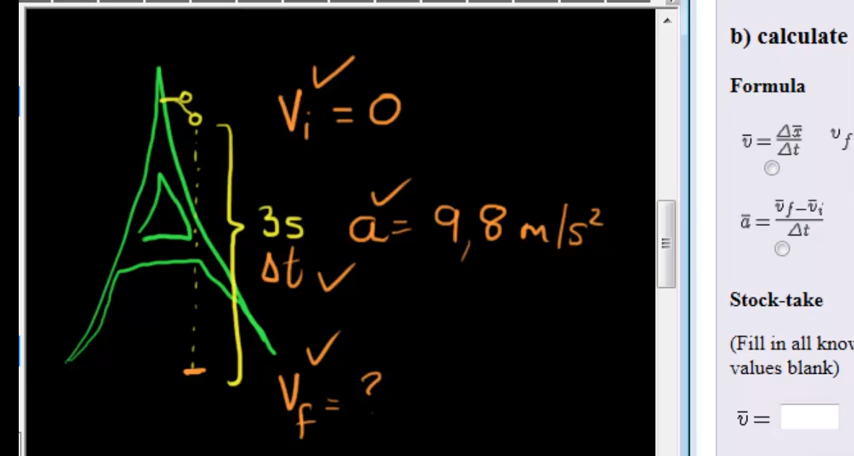 Vi = 0
3s
a = 9,8 m/s²
Δt
Vf = ?
b) calculate
Formula
v̄ = Δx̄/Δt
vf
ā = (v̄f−v̄i)/Δt
Stock-take
(Fill in all know
values blank)
v̄ =